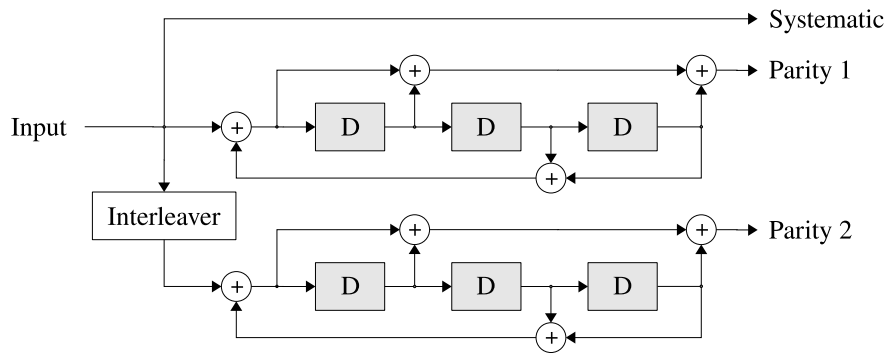 Systematic
+ + Parity 1
Input + D D D
+
Interleaver
+ + Parity 2
+ D D D
+